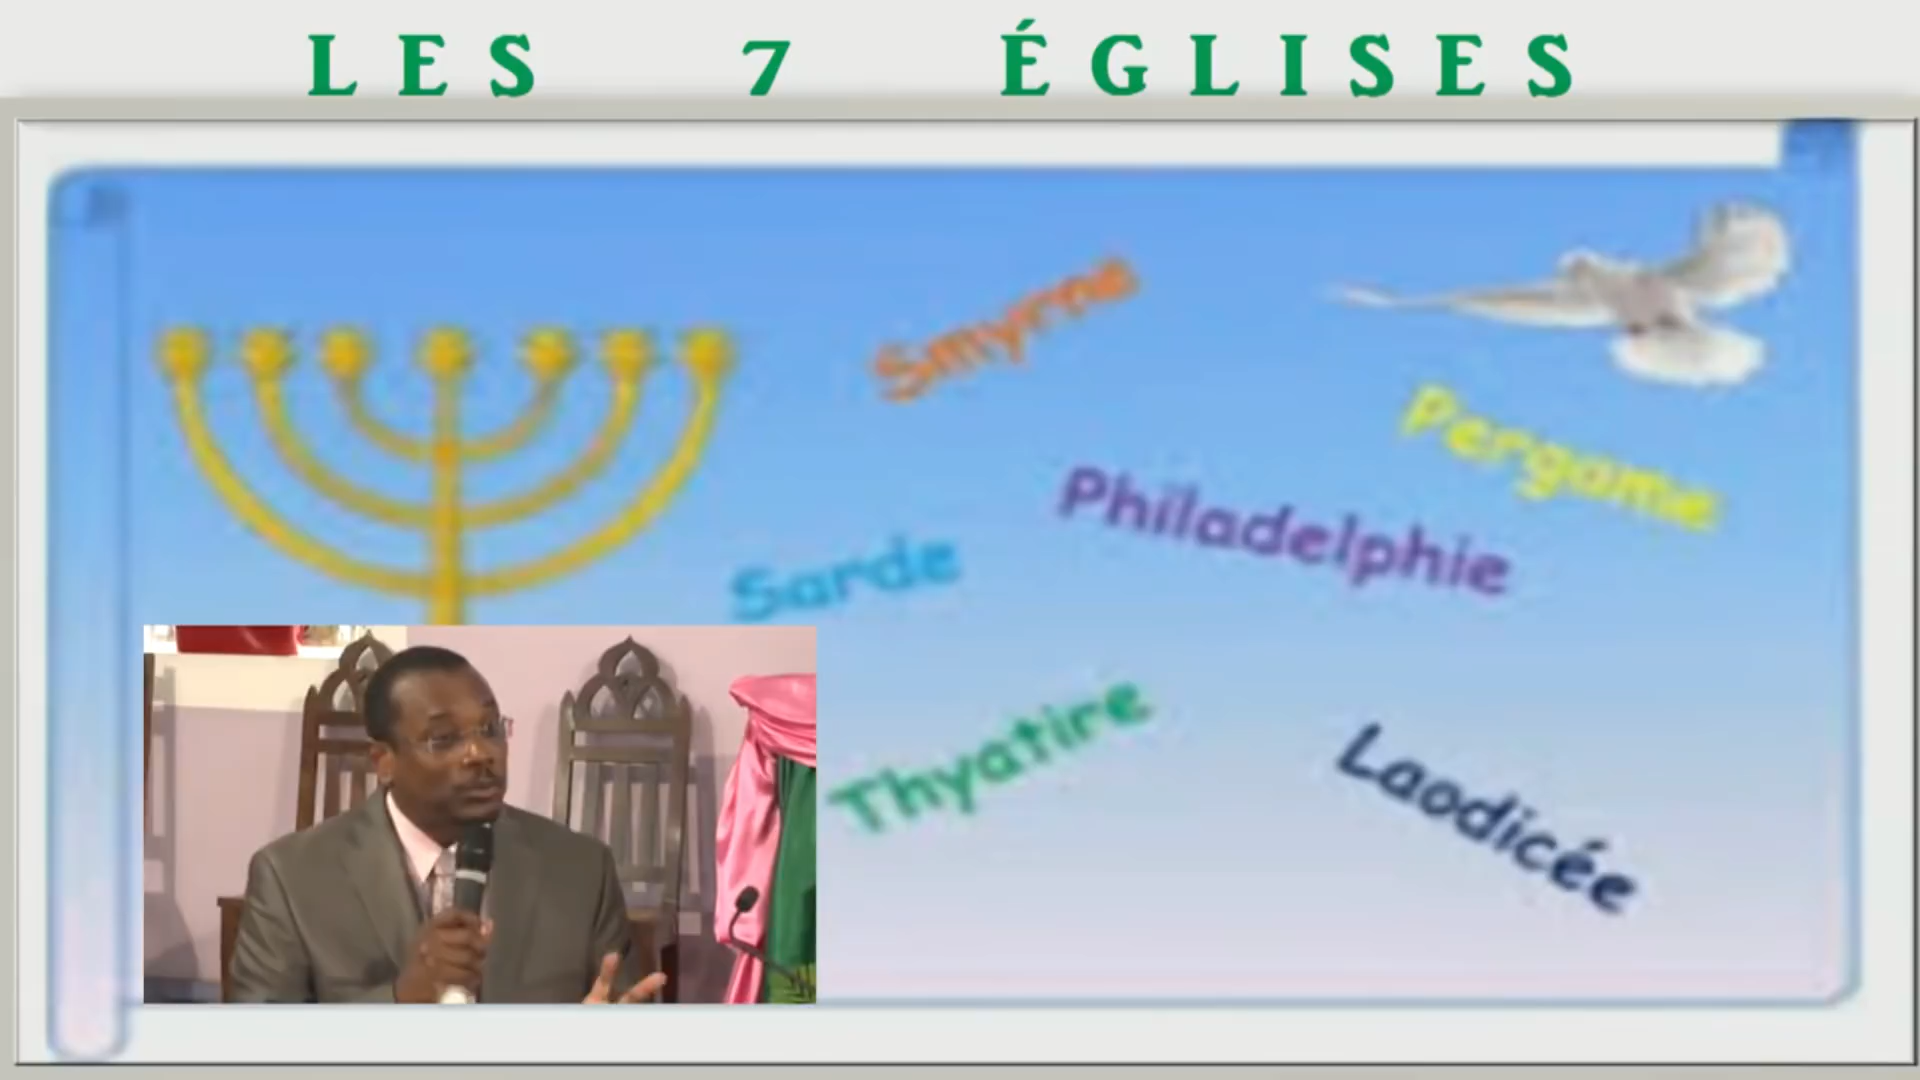 LES 7 ÉGLISES
Smyrne
Pergame
Philadelphie
Sarde
Thyatire
Laodicée